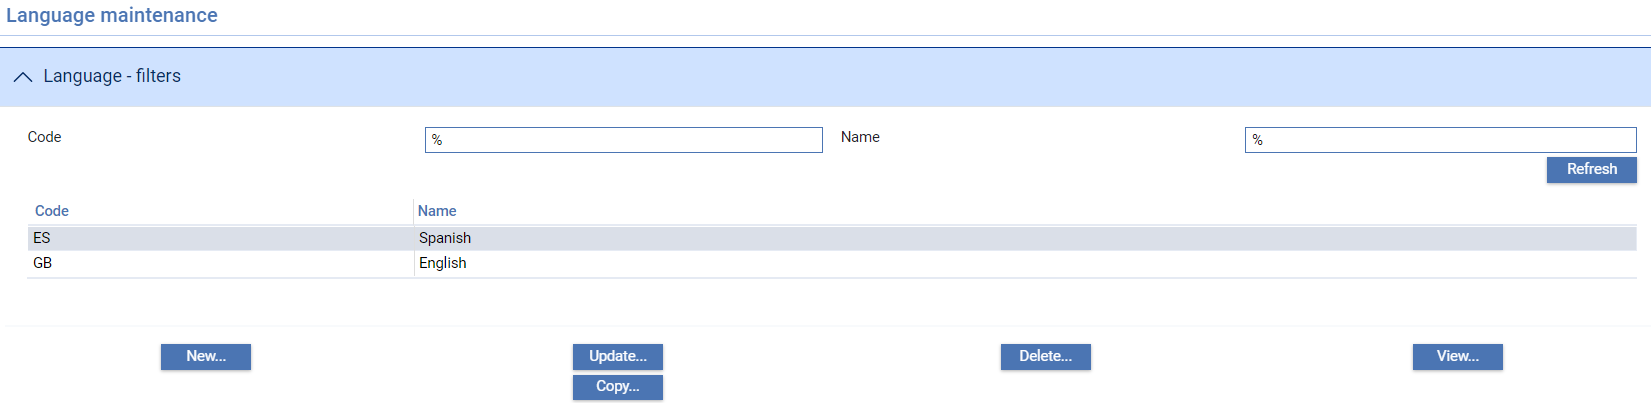 Language maintenance
Language - filters
Code % Name %
Refresh
Code Name
ES Spanish
GB English
New... Update... Delete... View...
Copy...